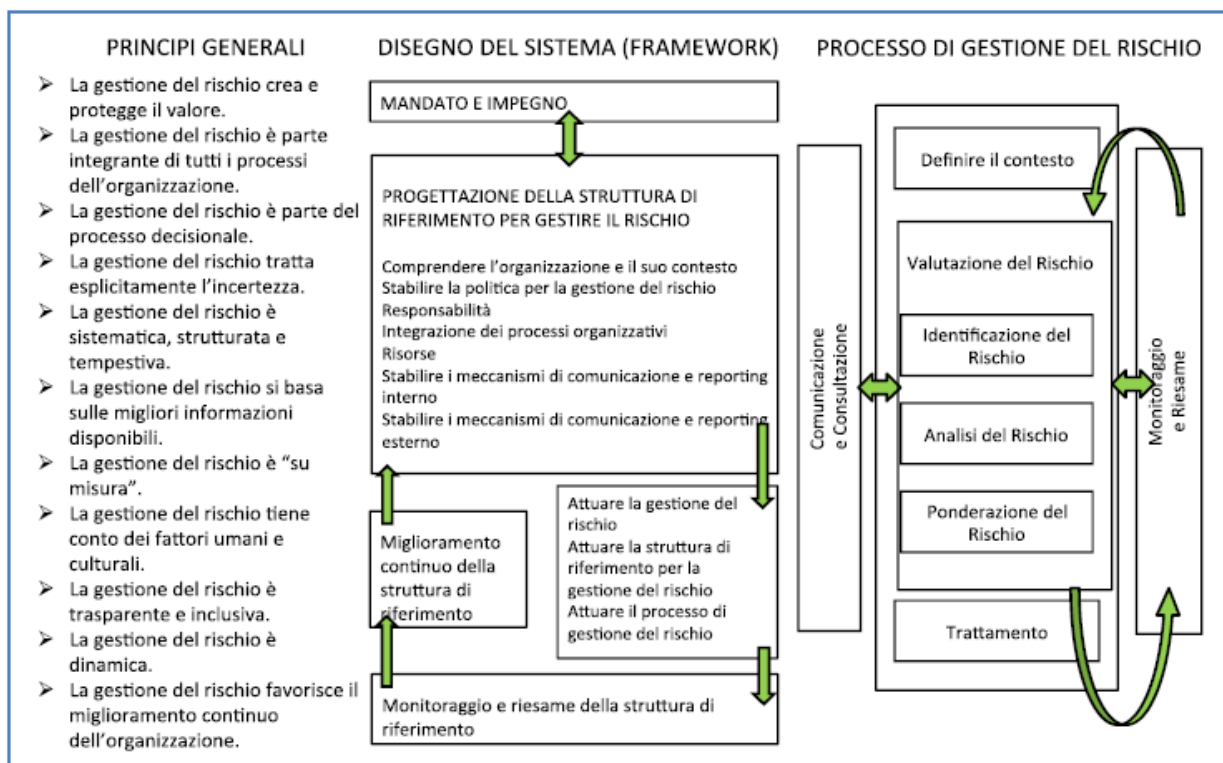 PRINCIPI GENERALI
➤ La gestione del rischio crea e
protegge il valore.
➤ La gestione del rischio è parte
integrante di tutti i processi
dell’organizzazione.
➤ La gestione del rischio è parte del
processo decisionale.
➤ La gestione del rischio tratta
esplicitamente l’incertezza.
➤ La gestione del rischio è
sistematica, strutturata e
tempestiva.
➤ La gestione del rischio si basa
sulle migliori informazioni
disponibili.
➤ La gestione del rischio è “su
misura”.
➤ La gestione del rischio tiene
conto dei fattori umani e
culturali.
➤ La gestione del rischio è
trasparente e inclusiva.
➤ La gestione del rischio è
dinamica.
➤ La gestione del rischio favorisce il
miglioramento continuo
dell’organizzazione.
DISEGNO DEL SISTEMA (FRAMEWORK)
MANDATO E IMPEGNO
PROGETTAZIONE DELLA STRUTTURA DI
RIFERIMENTO PER GESTIRE IL RISCHIO
Comprendere l’organizzazione e il suo contesto
Stabilire la politica per la gestione del rischio
Responsabilità
Integrazione dei processi organizzativi
Risorse
Stabilire i meccanismi di comunicazione e reporting
interno
Stabilire i meccanismi di comunicazione e reporting
esterno
Miglioramento
continuo della
struttura di
riferimento
Attuare la gestione del
rischio
Attuare la struttura di
riferimento per la
gestione del rischio
Attuare il processo di
gestione del rischio
Monitoraggio e riesame della struttura di
riferimento
PROCESSO DI GESTIONE DEL RISCHIO
Comunicazione
e Consultazione
Definire il contesto
Valutazione del Rischio
Identificazione del
Rischio
Analisi del Rischio
Ponderazione del
Rischio
Trattamento
Monitoraggio
e Riesame